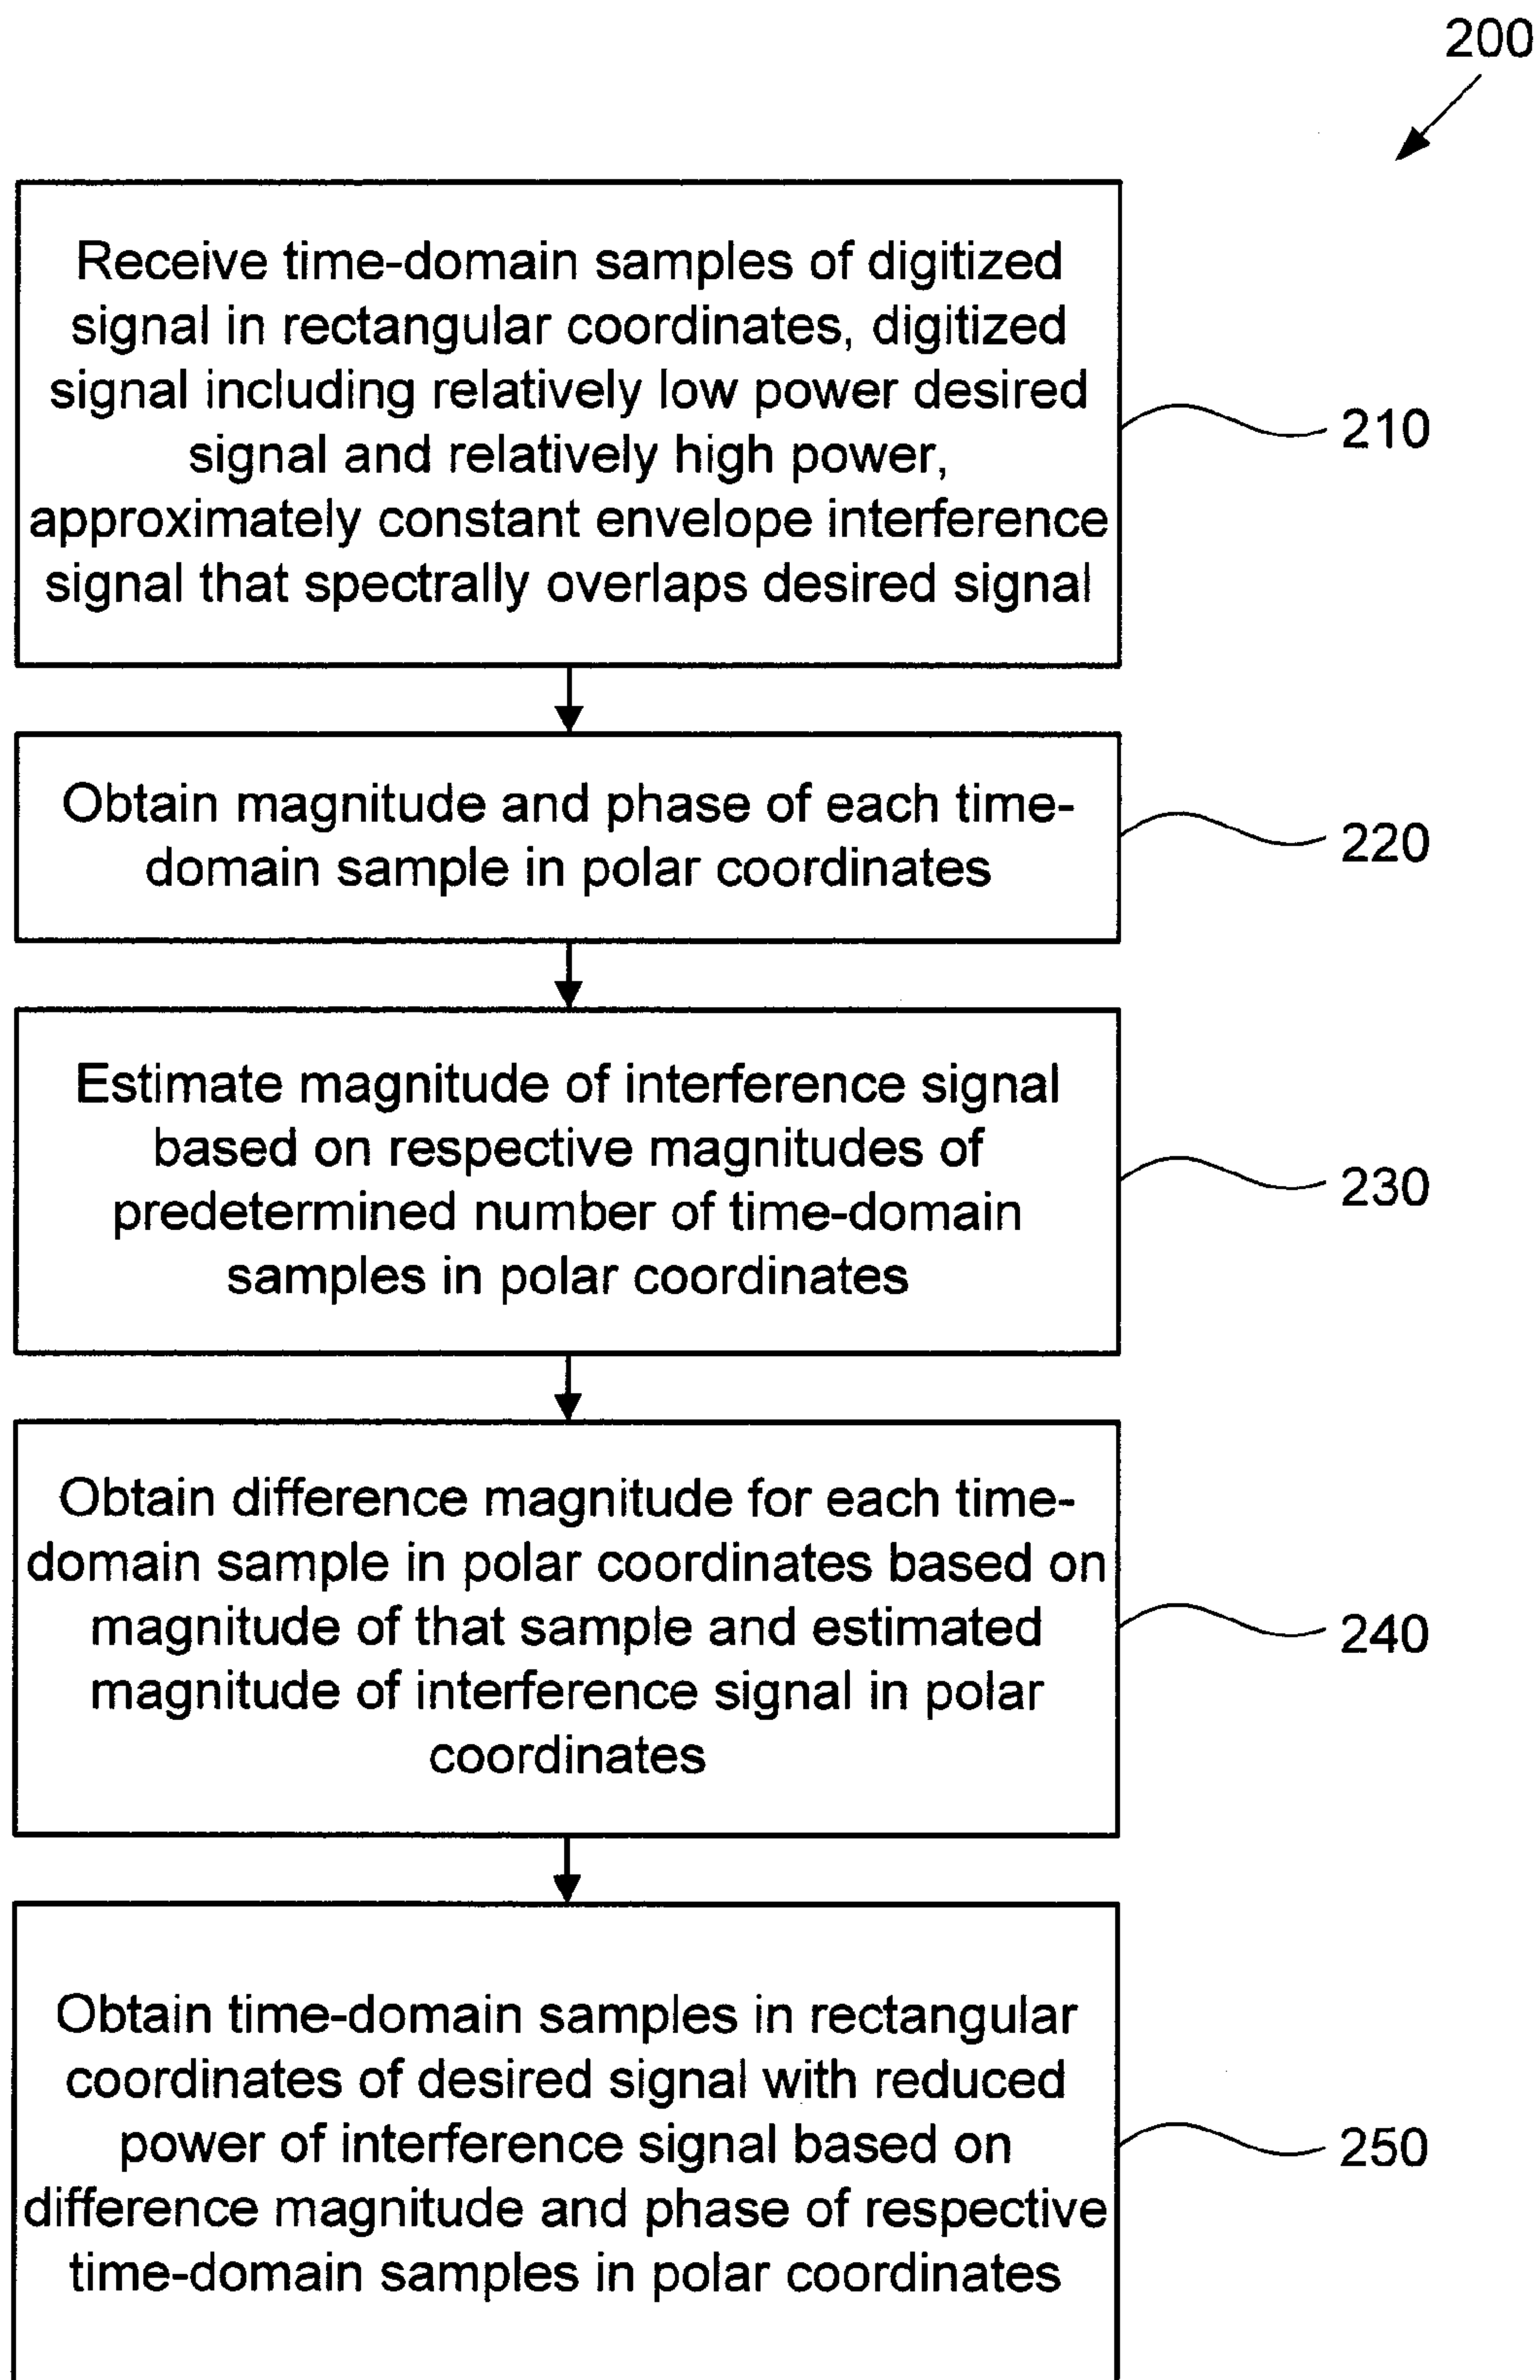 200
Receive time-domain samples of digitized
signal in rectangular coordinates, digitized
signal including relatively low power desired
signal and relatively high power,
approximately constant envelope interference
signal that spectrally overlaps desired signal
210
Obtain magnitude and phase of each time-
domain sample in polar coordinates
220
Estimate magnitude of interference signal
based on respective magnitudes of
predetermined number of time-domain
samples in polar coordinates
230
Obtain difference magnitude for each time-
domain sample in polar coordinates based on
magnitude of that sample and estimated
magnitude of interference signal in polar
coordinates
240
Obtain time-domain samples in rectangular
coordinates of desired signal with reduced
power of interference signal based on
difference magnitude and phase of respective
time-domain samples in polar coordinates
250